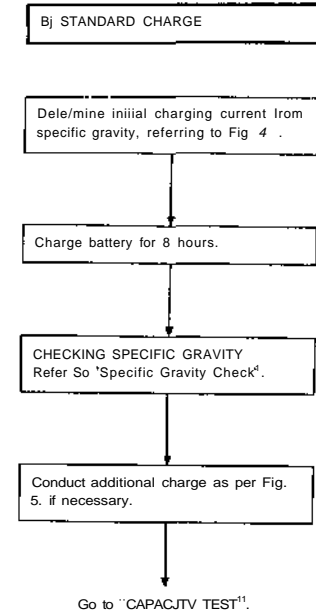 Bj STANDARD CHARGE
Dele/mine iniiial charging current Irom
specific gravity, referring to Fig 4 .
Charge battery for 8 hours.
CHECKING SPECIFIC GRAVITY
Refer So 'Specific Gravity Check".
Conduct additional charge as per Fig.
5. if necessary.
Go to ¨CAPACJTV TEST¹¹.